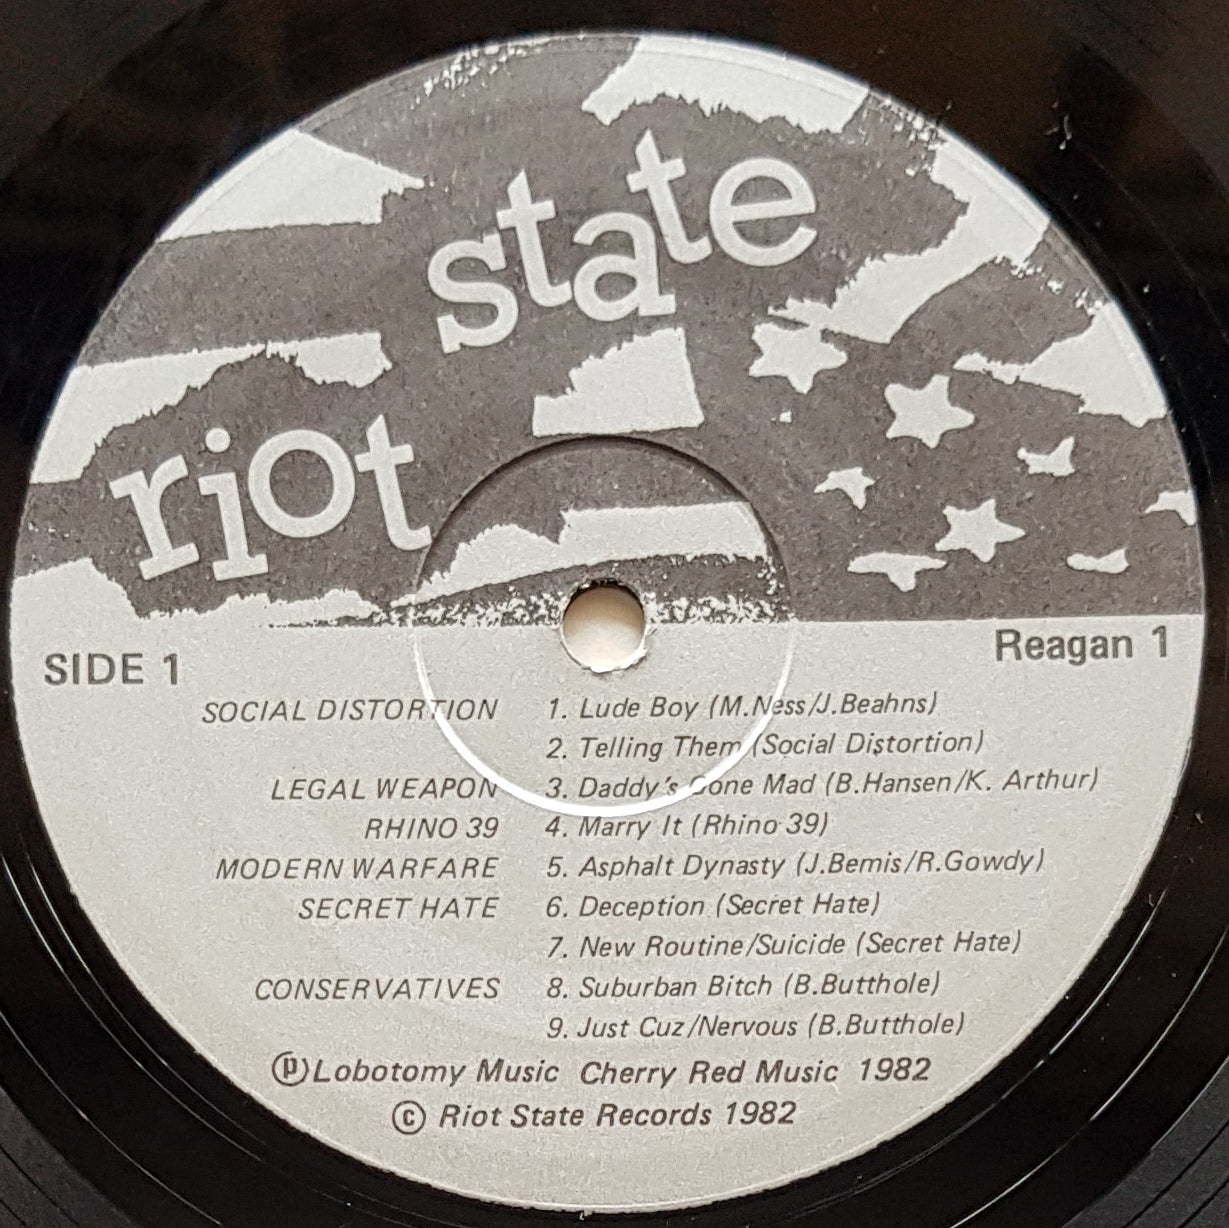 state
riot
SIDE 1
Reagan 1
SOCIAL DISTORTION 1. Lude Boy (M.Ness/J.Beahns)
2. Telling Them (Social Distortion)
LEGAL WEAPON 3. Daddy's Gone Mad (B.Hansen/K. Arthur)
RHINO 39 4. Marry It (Rhino 39)
MODERN WARFARE 5. Asphalt Dynasty (J.Bemis/R.Gowdy)
SECRET HATE 6. Deception (Secret Hate)
7. New Routine/Suicide (Secret Hate)
CONSERVATIVES 8. Suburban Bitch (B.Butthole)
9. Just Cuz/Nervous (B.Butthole)
℗Lobotomy Music Cherry Red Music 1982
© Riot State Records 1982